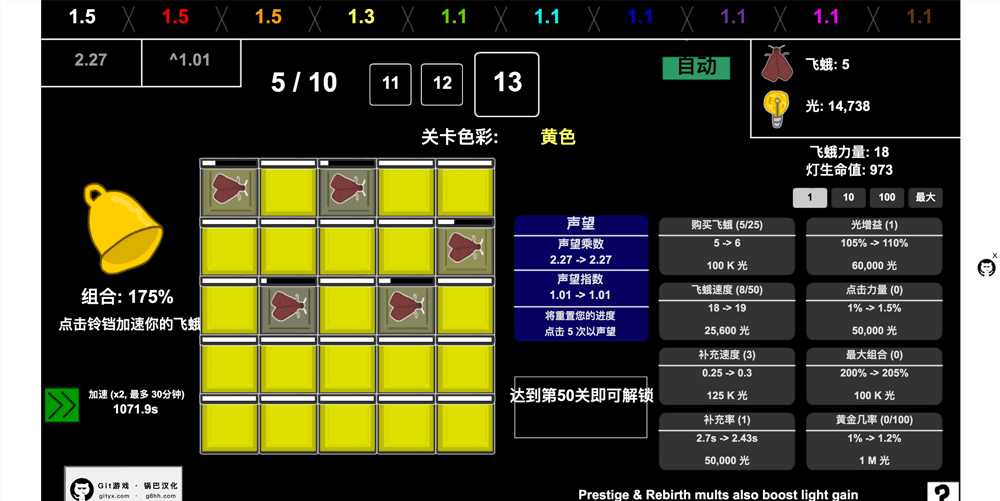 1.5 1.5 1.5 1.3 1.1 1.1 1.1 1.1 1.1 1.1
2.27 ^1.01
5 / 10 11 12 13
自动
飞蛾: 5
光: 14,738
关卡色彩: 黄色
飞蛾力量: 18
灯生命值: 973
1 10 100 最大
组合: 175%
点击铃铛加速你的飞蛾
加速 (x2, 最多 30分钟)
1071.9s
声望
声望乘数
2.27 -> 2.27
声望指数
1.01 -> 1.01
将重置您的进度
点击 5 次以声望
达到第50关即可解锁
购买飞蛾 (5/25)
5 -> 6
100 K 光
光增益 (1)
105% -> 110%
60,000 光
飞蛾速度 (8/50)
18 -> 19
25,600 光
点击力量 (0)
1% -> 1.5%
50,000 光
补充速度 (3)
0.25 -> 0.3
125 K 光
最大组合 (0)
200% -> 205%
100 K 光
补充率 (1)
2.7s -> 2.43s
50,000 光
黄金几率 (0/100)
1% -> 1.2%
1 M 光
Git游戏 · 锅巴汉化
gityx.com · g8hh.com
Prestige & Rebirth mults also boost light gain
?
x